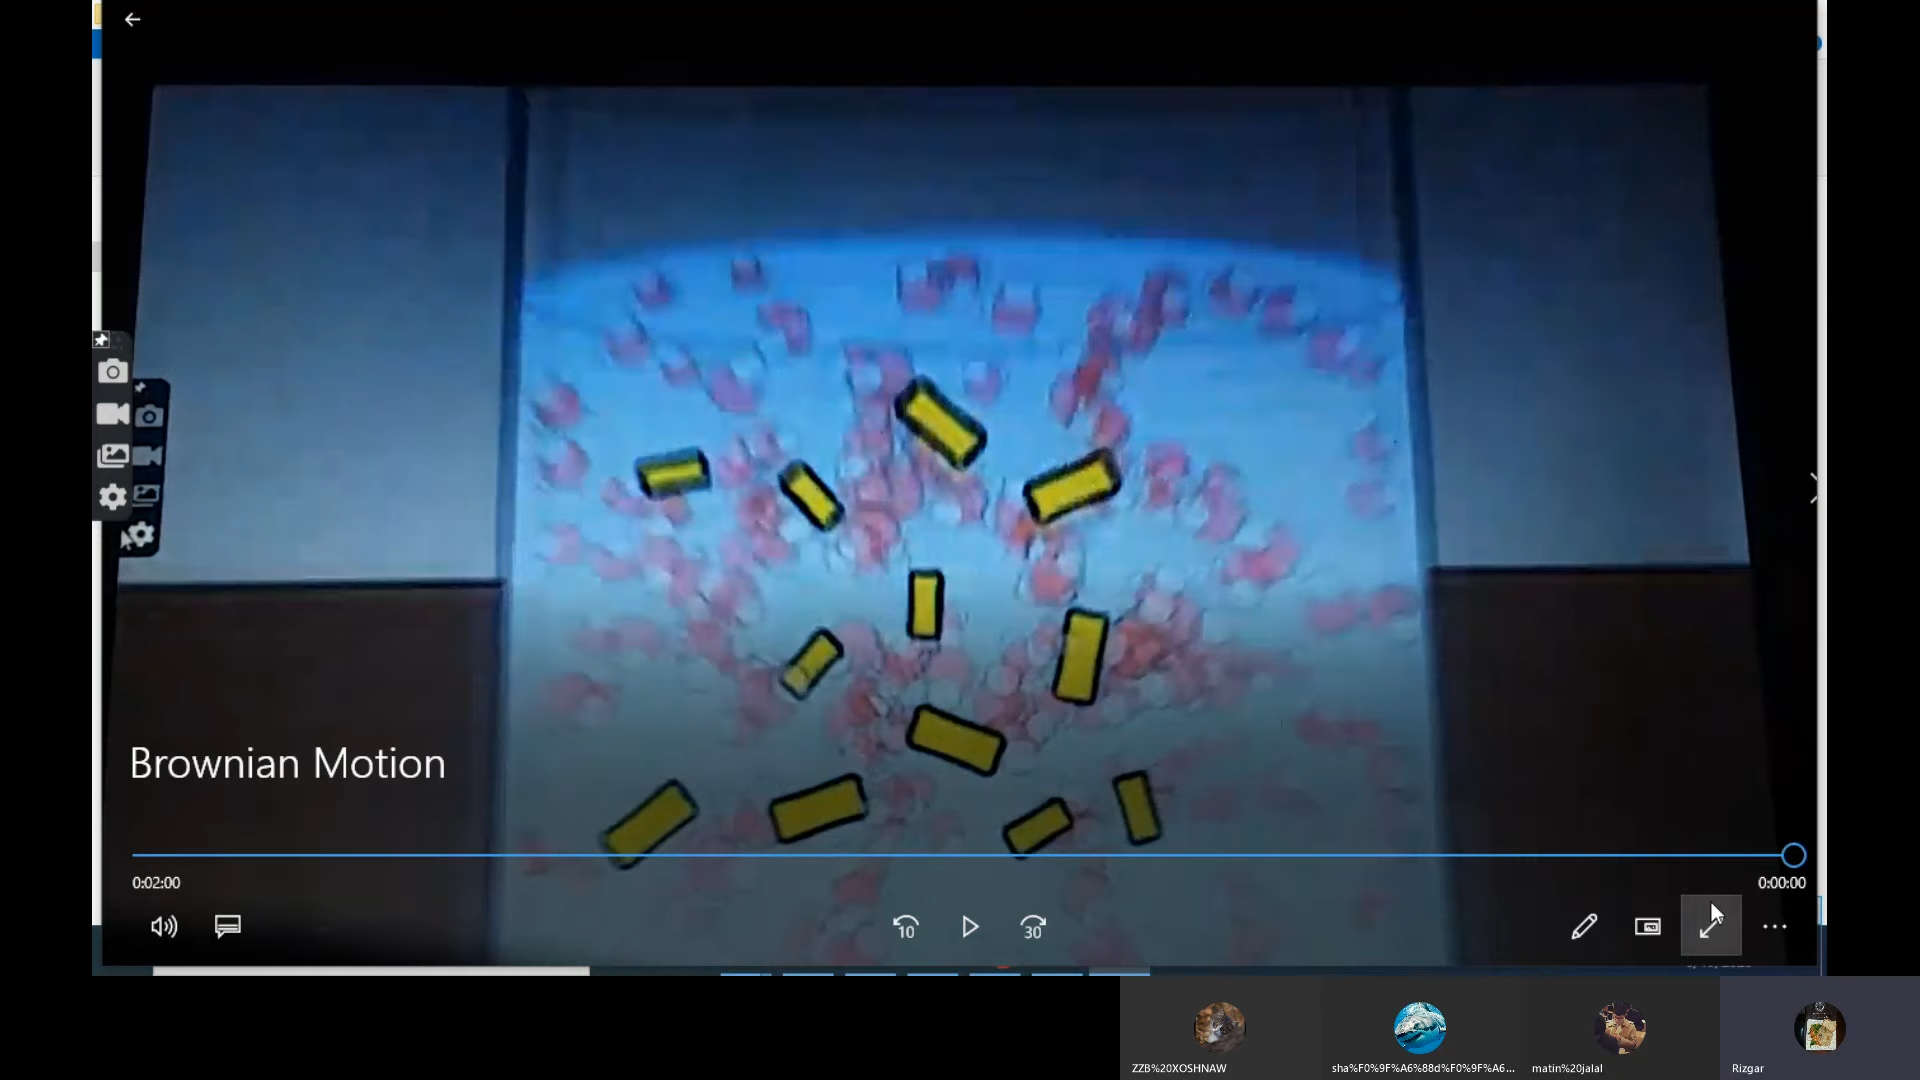 Brownian Motion
0:02:00
0:00:00
10
30
ZZB%20XOSHNAW
sha%F0%9F%A6%88d%F0%9F%A6...
matin%20jalal
Rizgar